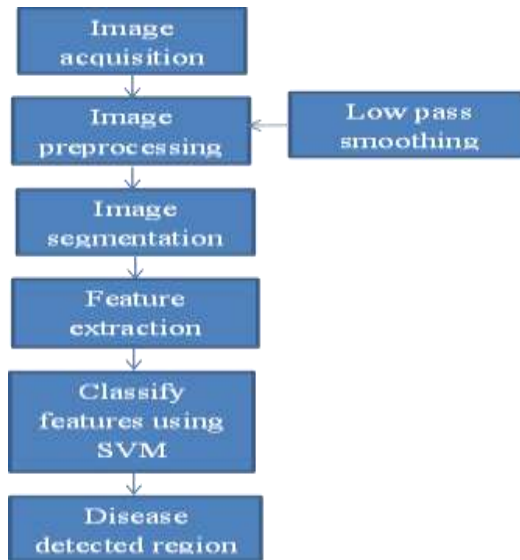 Image
acquisition
Image
preprocessing
Low pass
smoothing
Image
segmentation
Feature
extraction
Classify
features using
SVM
Disease
detected region